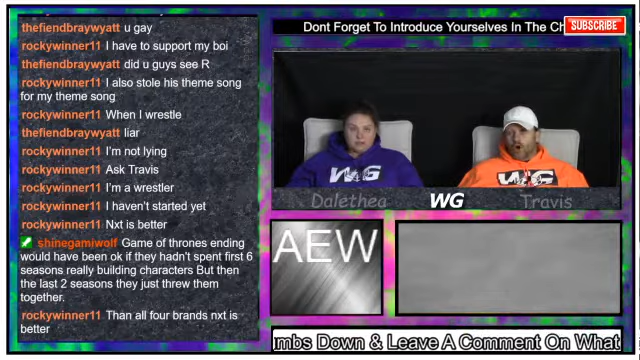 thefiendbraywyatt u gay
rockywinner11 I have to support my boi
thefiendbraywyatt did u guys see R
rockywinner11 I also stole his theme song
for my theme song
rockywinner11 When I wrestle
thefiendbraywyatt liar
rockywinner11 I'm not lying
rockywinner11 Ask Travis
rockywinner11 I'm a wrestler
rockywinner11 I haven't started yet
rockywinner11 Nxt is better
shinegamiwolf Game of thrones ending
would have been ok if they hadn't spent first 6
seasons really building characters But then
the last 2 seasons they just threw them
together.
rockywinner11 Than all four brands nxt is
better
Dont Forget To Introduce Yourselves In The Ch
SUBSCRIBE
WG
WG
Dalethea
WG
Travis
AEW
umbs Down & Leave A Comment On What